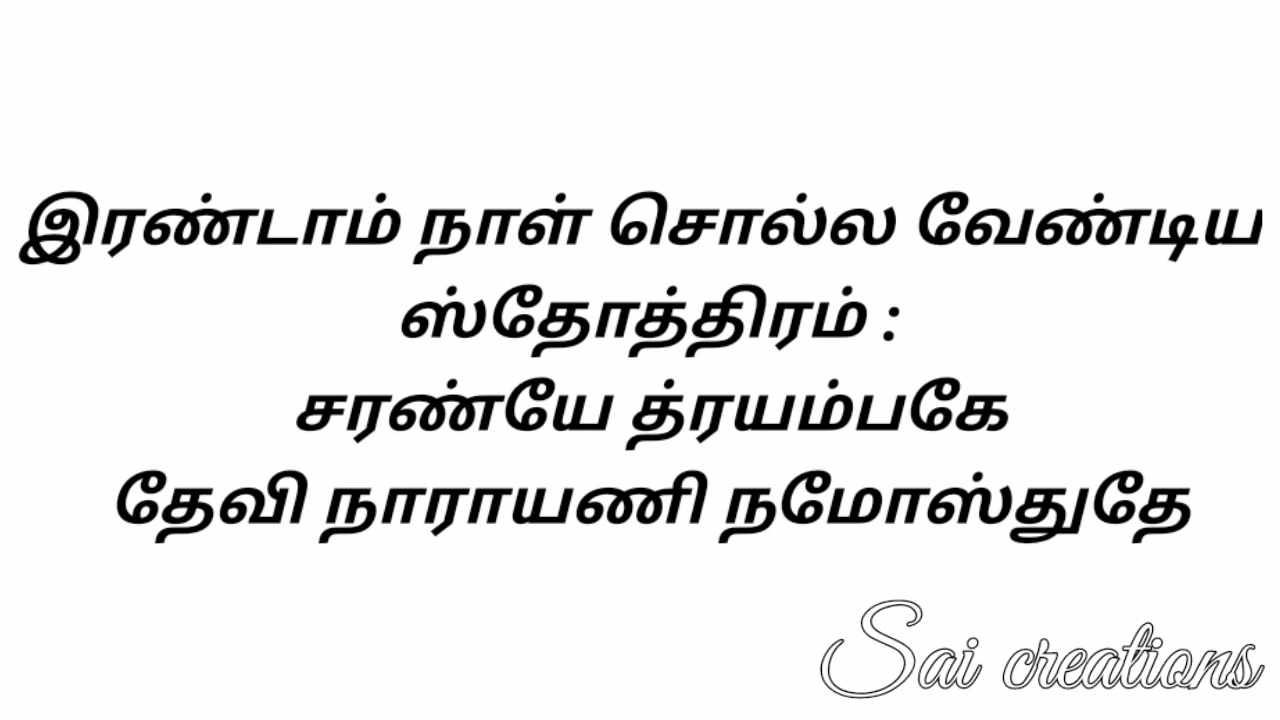 இரண்டாம் நாள் சொல்ல வேண்டிய
ஸ்தோத்திரம் :
சரண்யே த்ரயம்பகே
தேவி நாராயணி நமோஸ்துதே
Sai creations